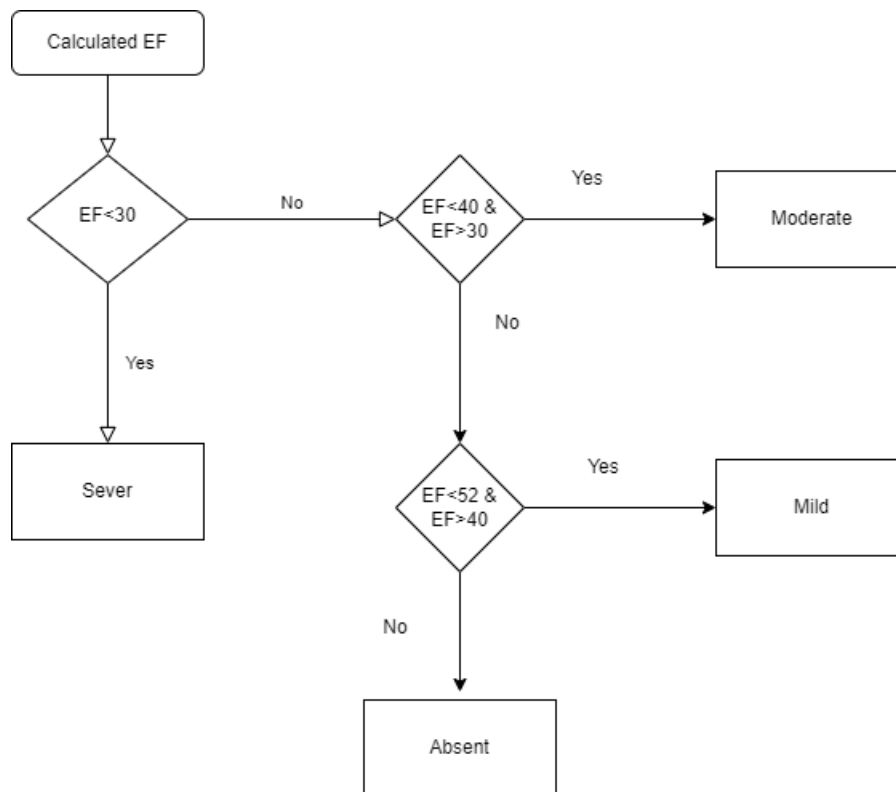 Calculated EF
EF<30
No
EF<40 &
EF>30
Yes
Moderate
No
Yes
Sever
EF<52 &
EF>40
Yes
Mild
No
Absent